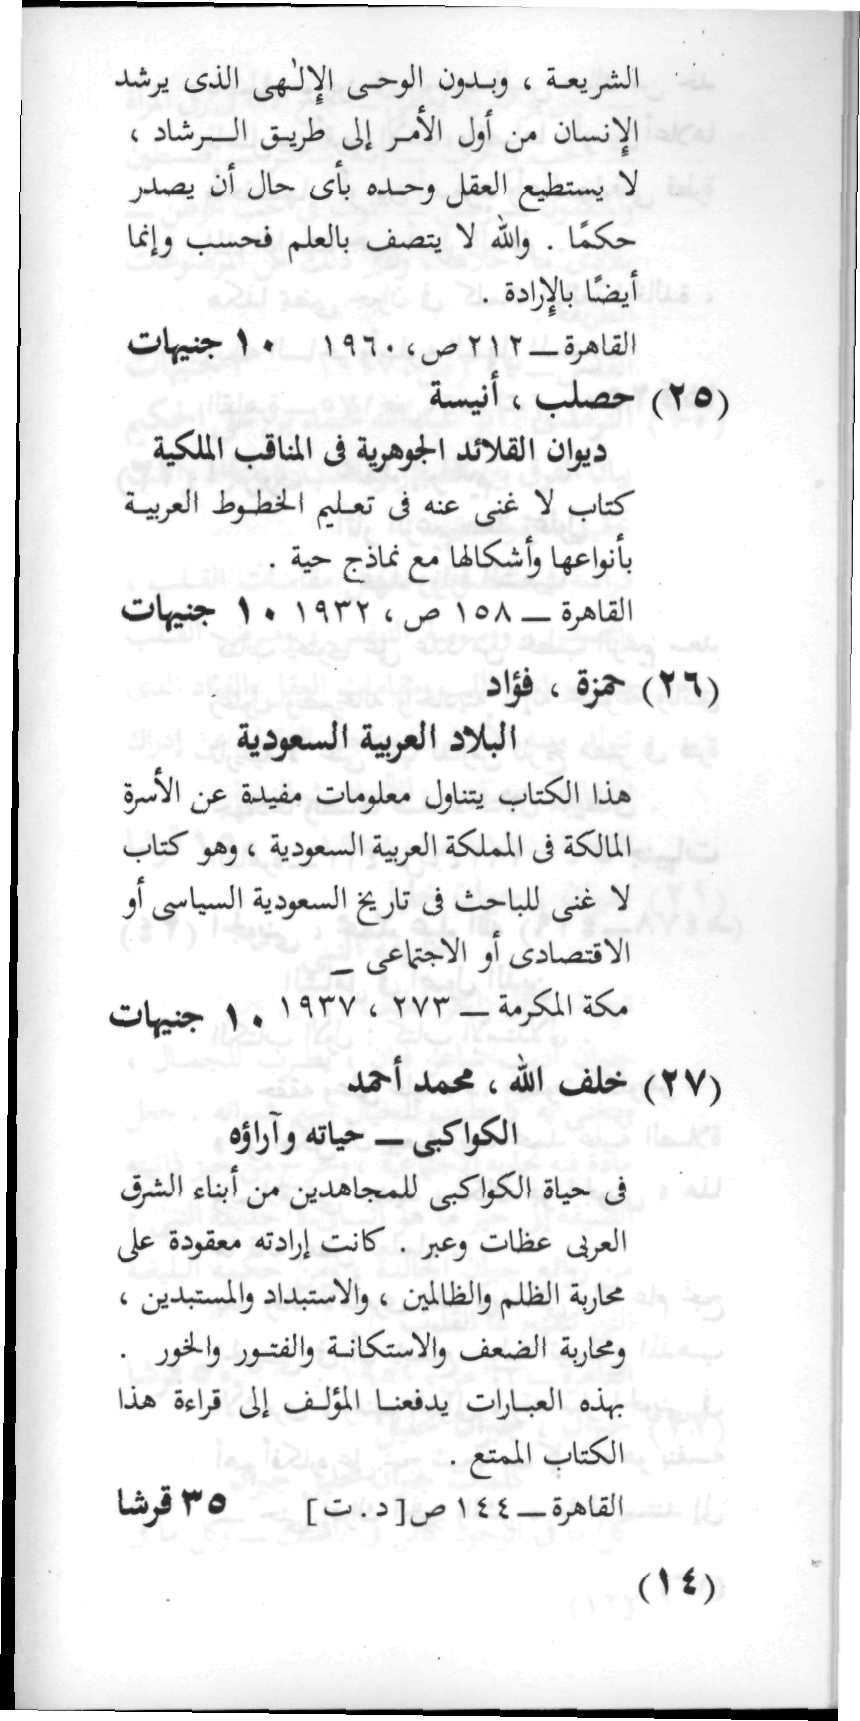 الشريعة ، وبدون الوحى الإلٰهى الذى يرشد
الإنسان من أول الأمر إلى طريق الرشاد ،
لا يستطيع العقل وحده بأى حال أن يصدر
حكمًا . والله لا يتصف بالعلم فحسب وإنما
أيضًا بالإرادة .
القاهرة ــ ٢١٢ ص، ١٩٦٠ ١٠ جنيهات
(٢٥) حصلب ، أنيسة
ديوان القلائد الجوهرية فى المناقب الملكية
كتاب لا غنى عنه فى تعليم الخطوط العربية
بأنواعها وأشكالها مع نماذج حية .
القاهرة ــ ١٥٨ ص، ١٩٣٢ ١٠ جنيهات
(٢٦) حمزة ، فؤاد
البلاد العربية السعودية
هذا الكتاب يتناول معلومات مفيدة عن الأسرة
المالكة فى المملكة العربية السعودية ، وهو كتاب
لا غنى للباحث فى تاريخ السعودية السياسى أو
الاقتصادى أو الاجتماعى ــ
مكة المكرمة ــ ٢٧٣ ، ١٩٣٧ ١٠ جنيهات
(٢٧) خلف الله ، محمد أحمد
الكواكبى ــ حياته وآراؤه
فى حياة الكواكبى للمجاهدين من أبناء الشرق
العربى عظات وعبر . كانت إرادته معقودة على
محاربة الظلم والظالمين ، والاستبداد والمستبدين ،
ومحاربة الضعف والاستكانة والفتور والخور .
بهذه العبارات يدفعنا المؤلف إلى قراءة هذا
الكتاب الممتع .
القاهرة ــ ١٤٤ ص [د . ت] ٣٥ قرشا
(١٤)